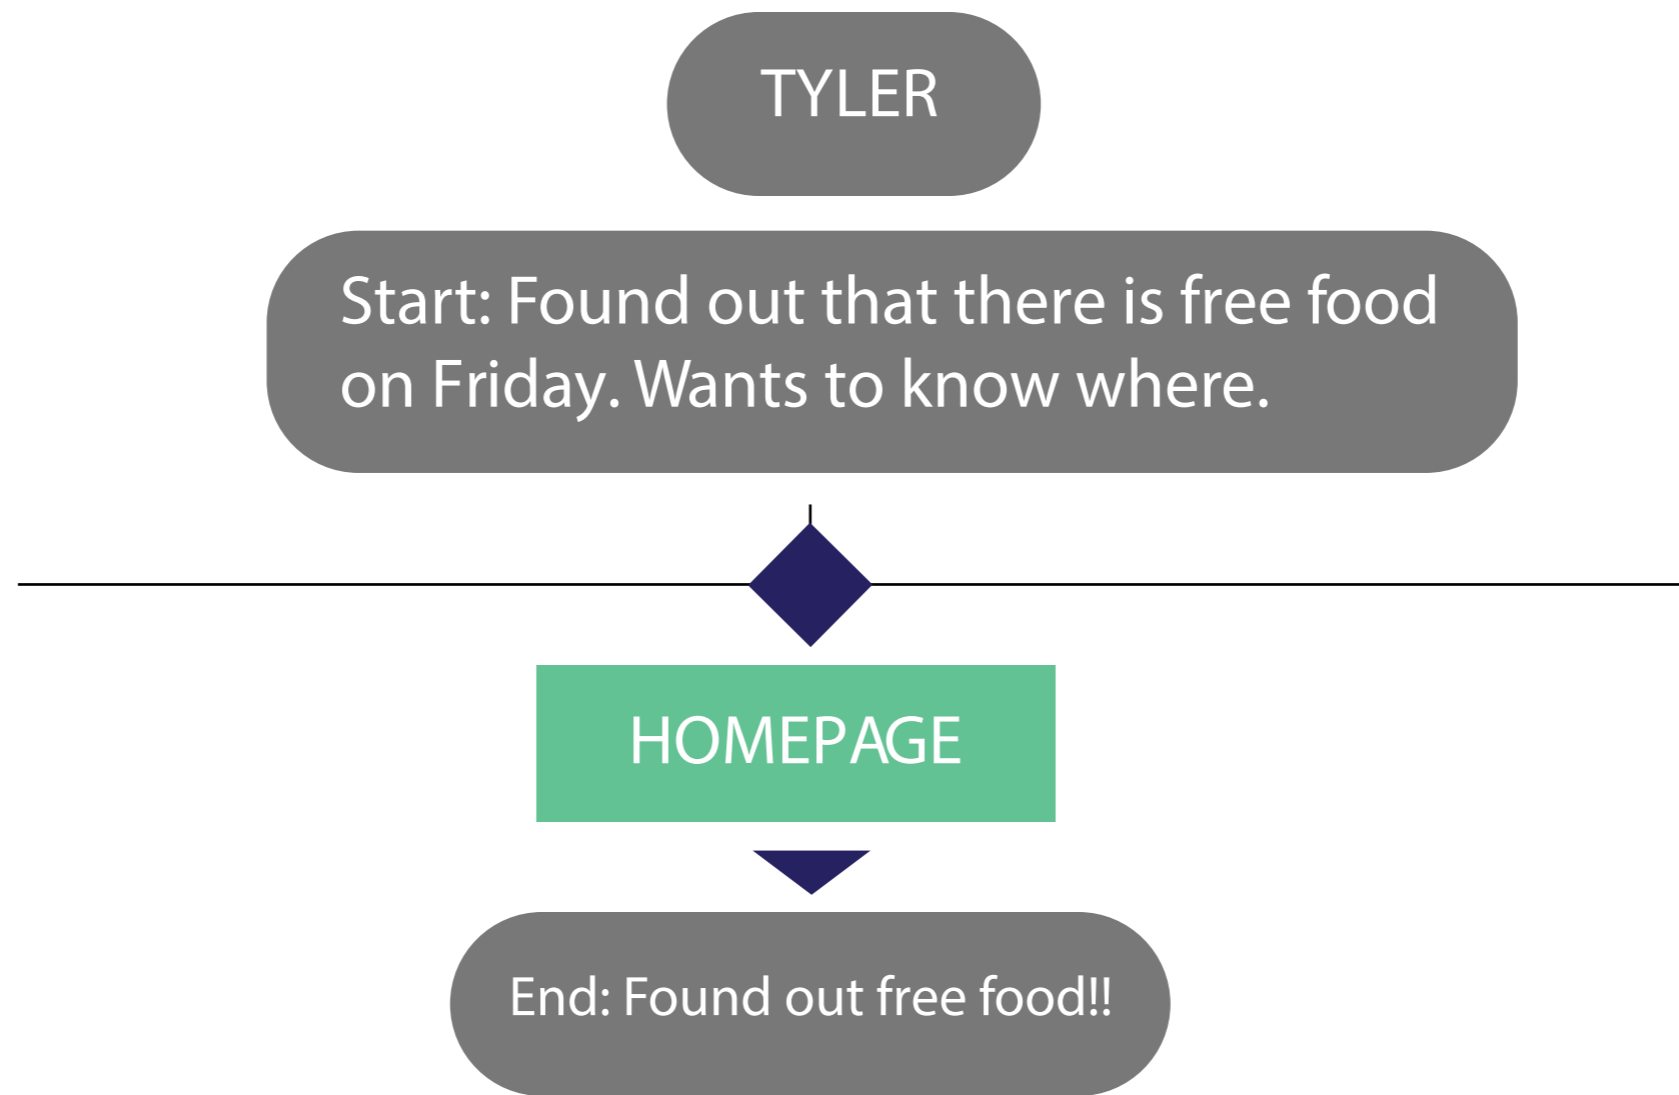 TYLER
Start: Found out that there is free food
on Friday. Wants to know where.
HOMEPAGE
End: Found out free food!!